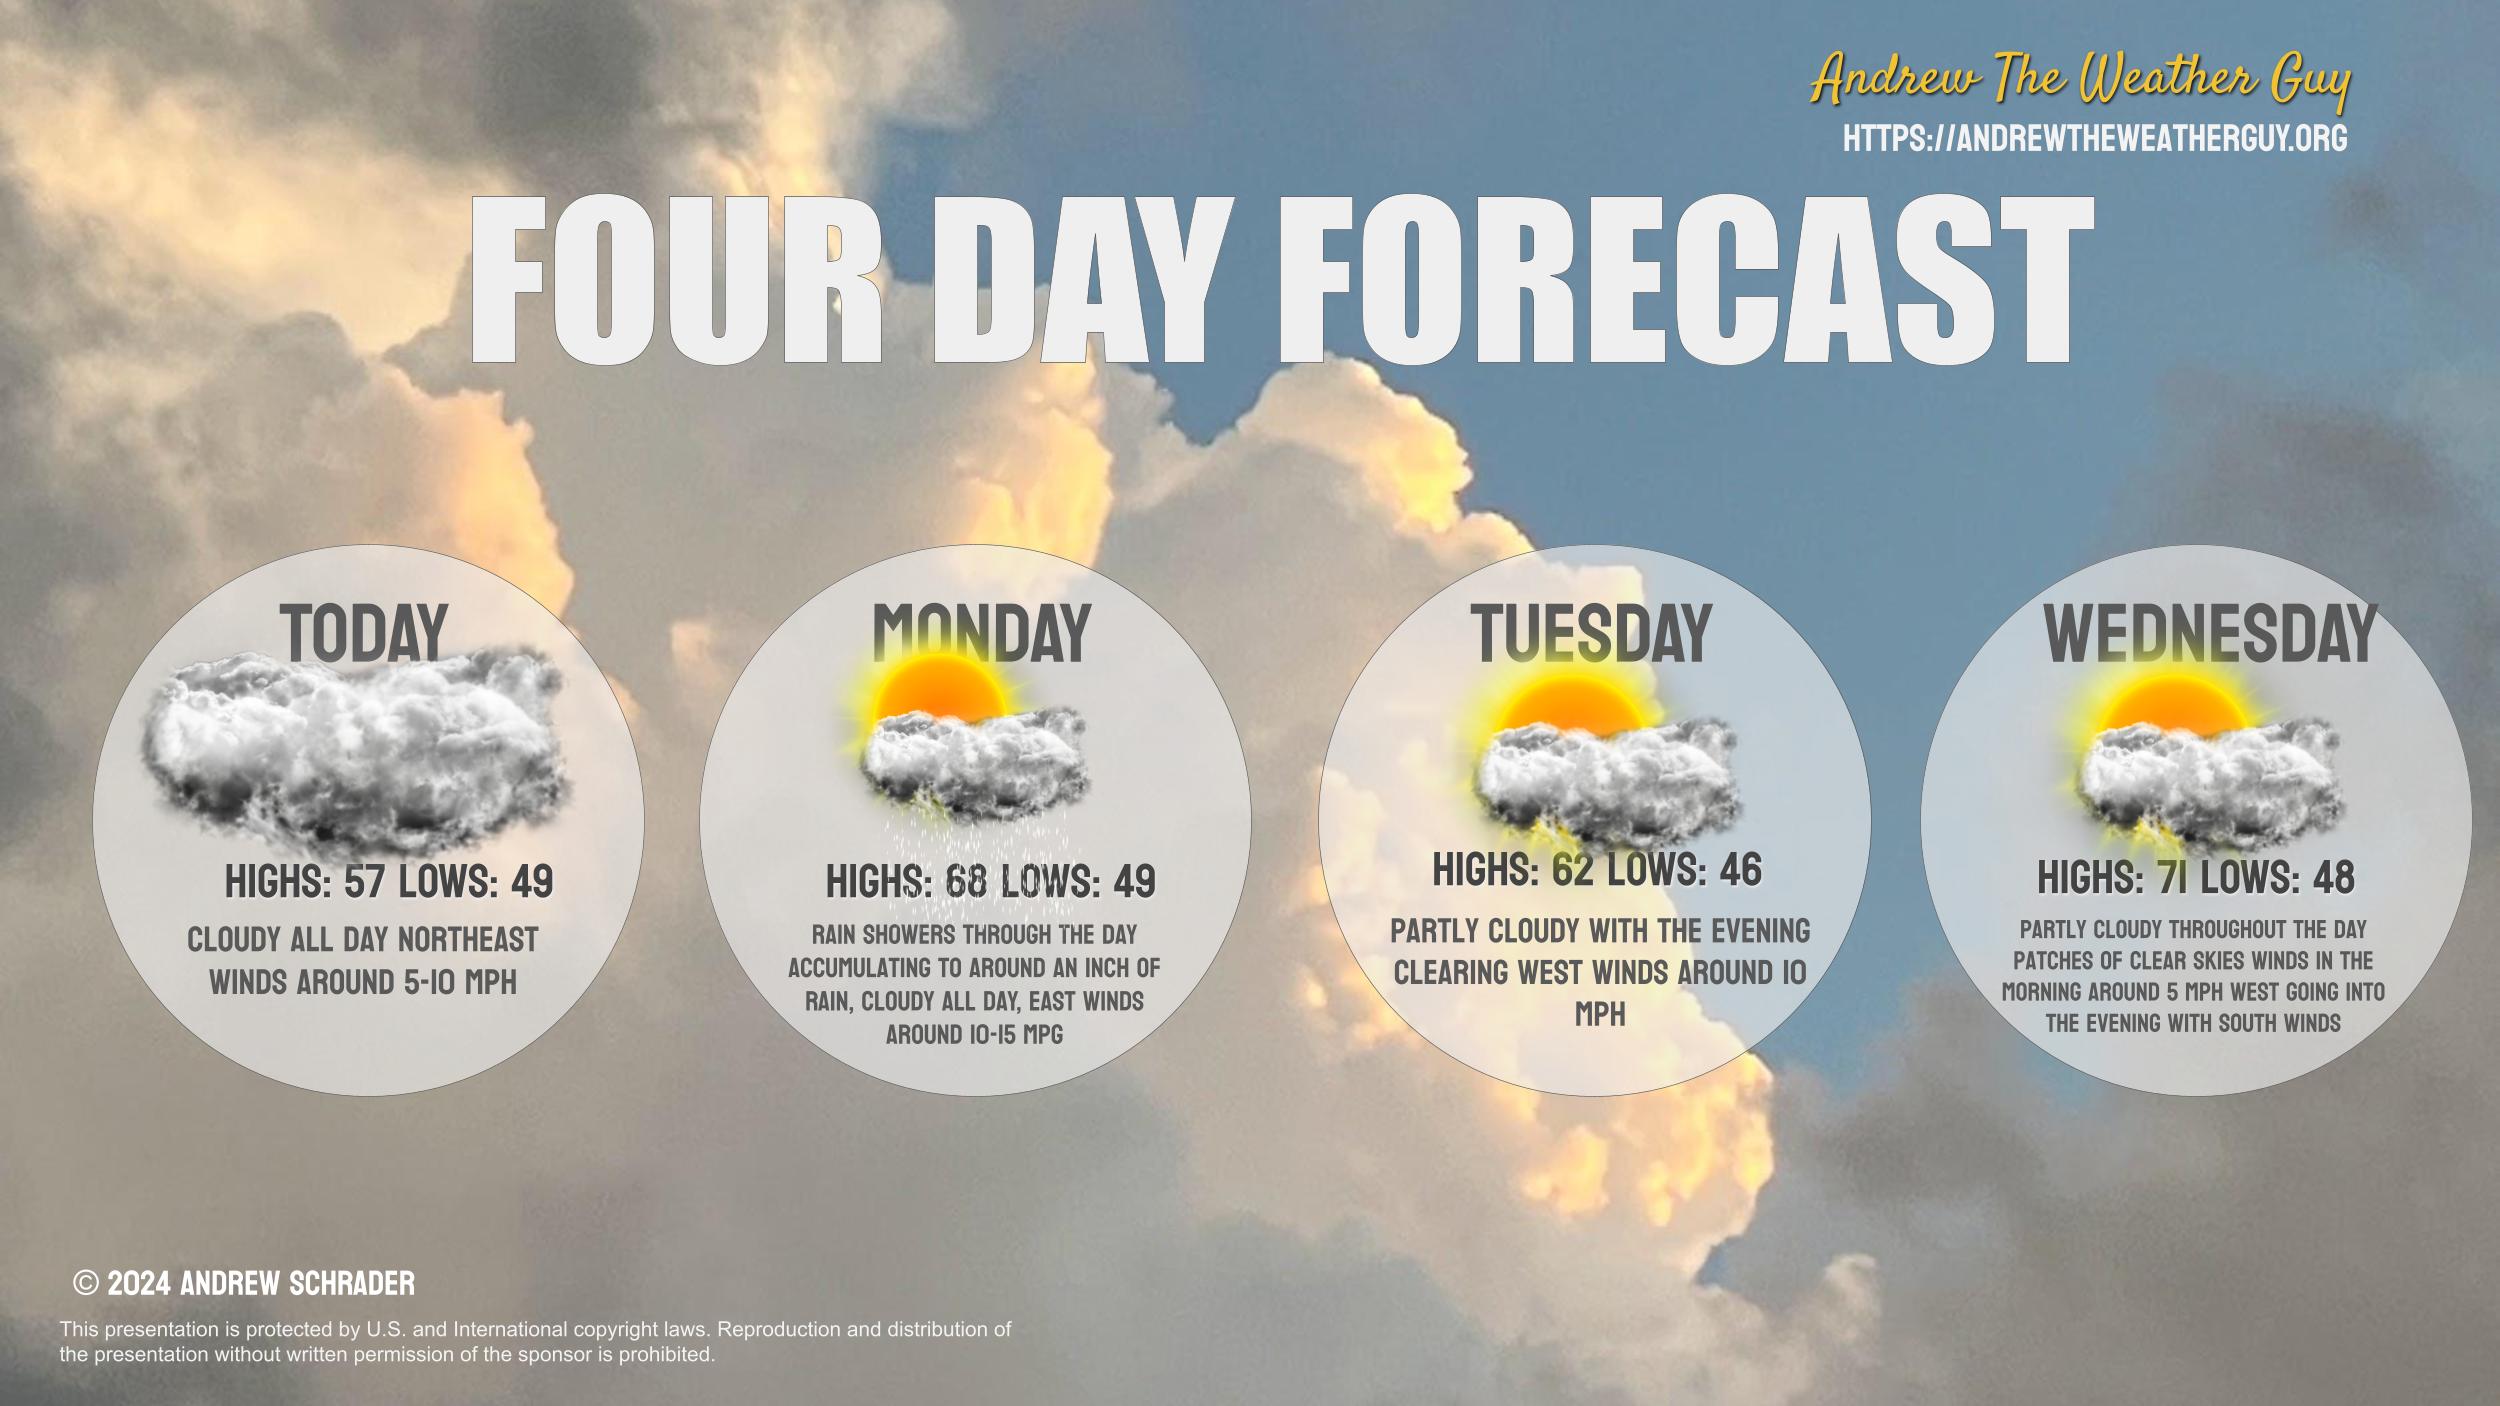 Andrew The Weather Guy
HTTPS://ANDREWTHEWEATHERGUY.ORG
FOUR DAY FORECAST
TODAY
HIGHS: 57 LOWS: 49
CLOUDY ALL DAY NORTHEAST
WINDS AROUND 5-10 MPH
MONDAY
HIGHS: 68 LOWS: 49
RAIN SHOWERS THROUGH THE DAY
ACCUMULATING TO AROUND AN INCH OF
RAIN, CLOUDY ALL DAY, EAST WINDS
AROUND 10-15 MPG
TUESDAY
HIGHS: 62 LOWS: 46
PARTLY CLOUDY WITH THE EVENING
CLEARING WEST WINDS AROUND 10
MPH
WEDNESDAY
HIGHS: 71 LOWS: 48
PARTLY CLOUDY THROUGHOUT THE DAY
PATCHES OF CLEAR SKIES WINDS IN THE
MORNING AROUND 5 MPH WEST GOING INTO
THE EVENING WITH SOUTH WINDS
© 2024 ANDREW SCHRADER
This presentation is protected by U.S. and International copyright laws. Reproduction and distribution of
the presentation without written permission of the sponsor is prohibited.